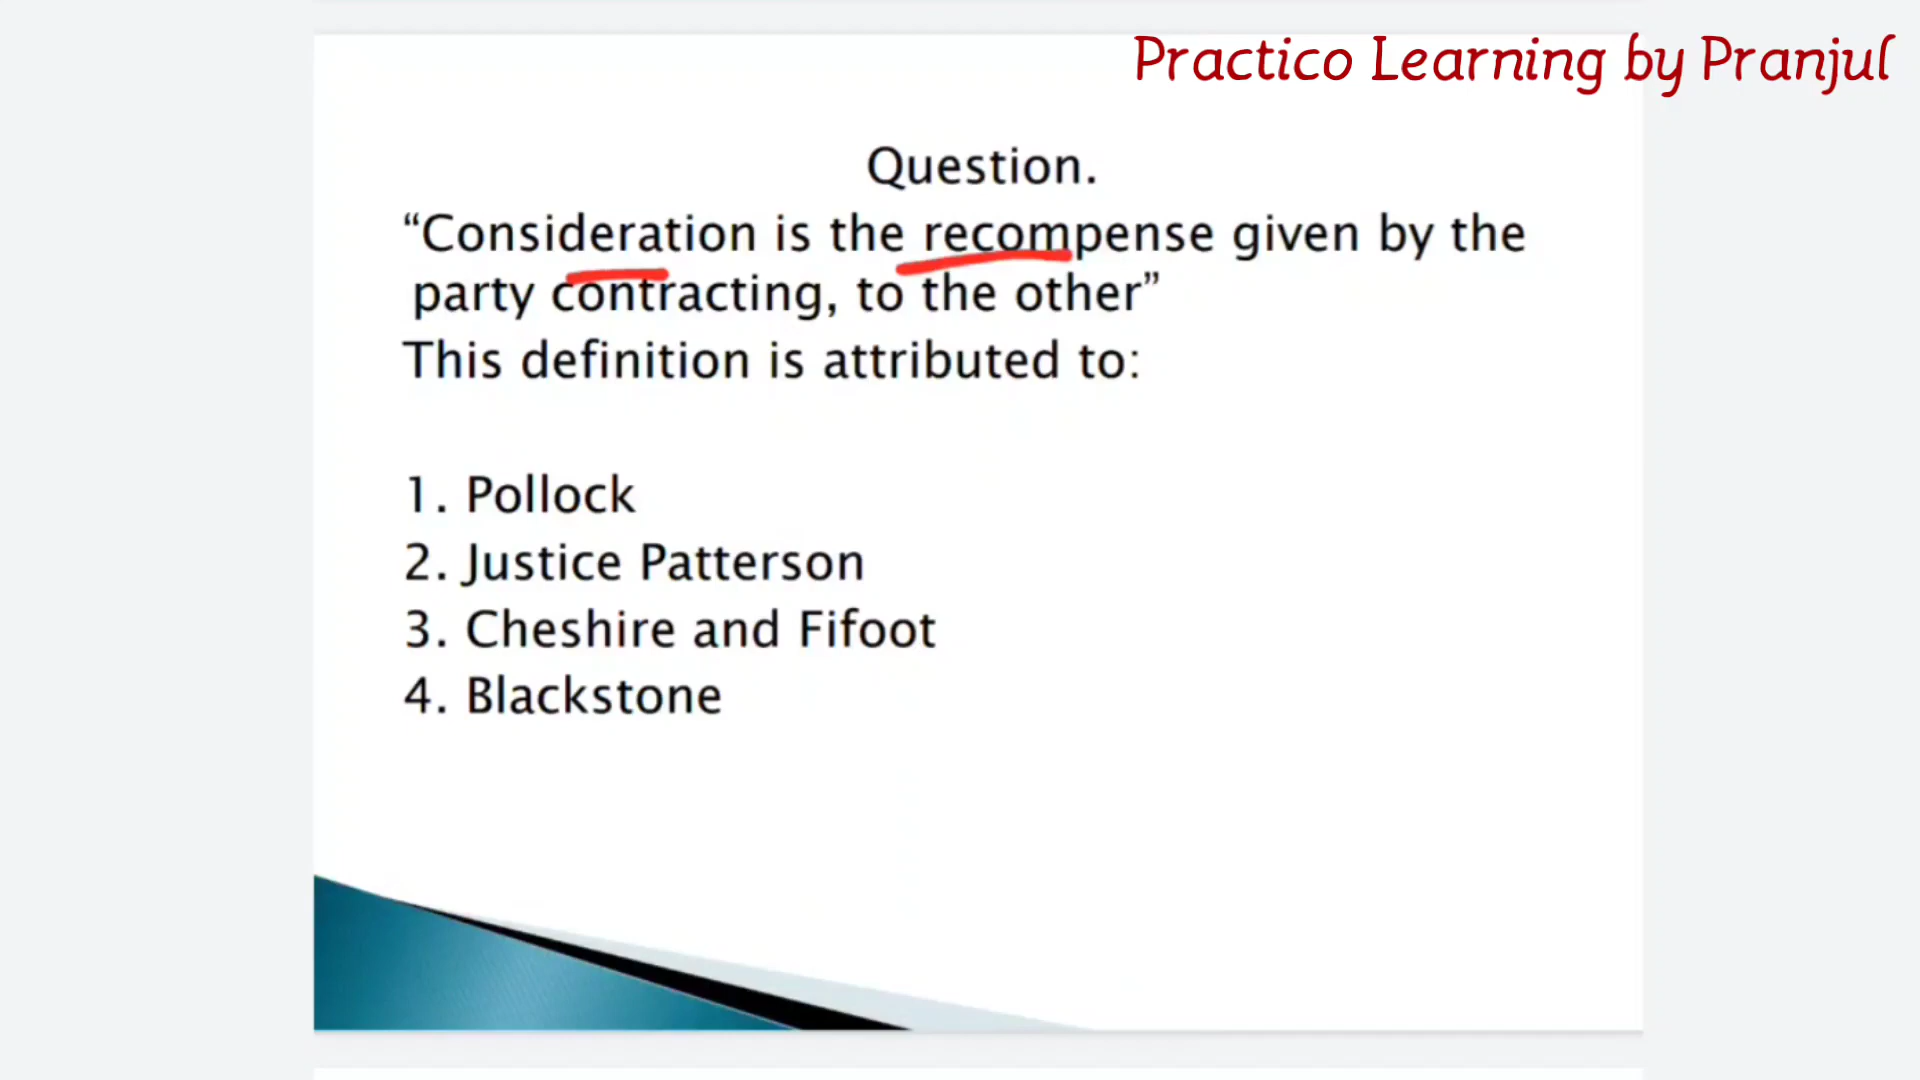 Practico Learning by Pranjul
Question.
“Consideration is the recompense given by the
party contracting, to the other”
This definition is attributed to:
1. Pollock
2. Justice Patterson
3. Cheshire and Fifoot
4. Blackstone